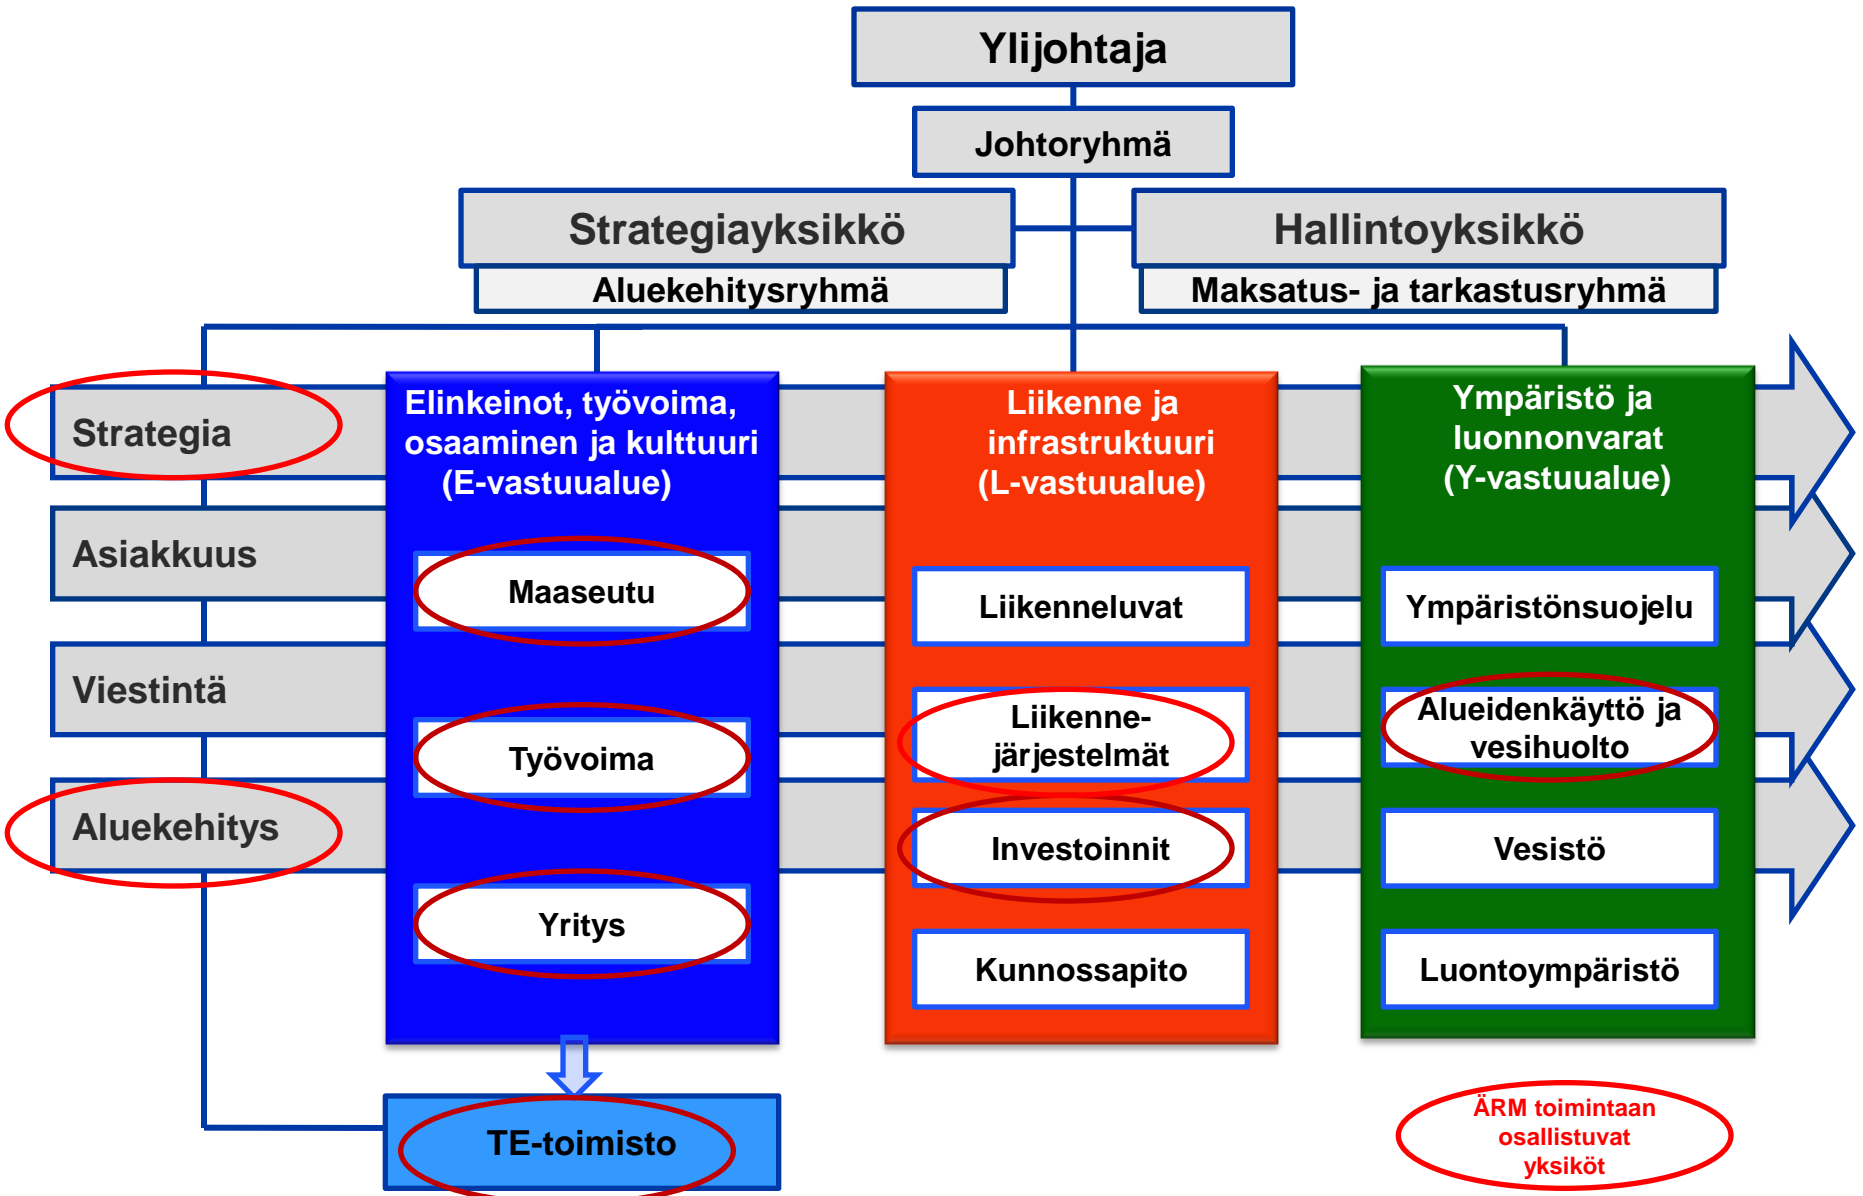 Ylijohtaja
Johtoryhmä
Strategiayksikkö
Aluekehitysryhmä
Hallintoyksikkö
Maksatus- ja tarkastusryhmä
Strategia
Asiakkuus
Viestintä
Aluekehitys
Elinkeinot, työvoima,
osaaminen ja kulttuuri
(E-vastuualue)
Maaseutu
Työvoima
Yritys
TE-toimisto
Liikenne ja
infrastruktuuri
(L-vastuualue)
Liikenneluvat
Liikenne-
järjestelmät
Investoinnit
Kunnossapito
Ympäristö ja
luonnonvarat
(Y-vastuualue)
Ympäristönsuojelu
Alueidenkäyttö ja
vesihuolto
Vesistö
Luontoympäristö
ÄRM toimintaan
osallistuvat
yksiköt